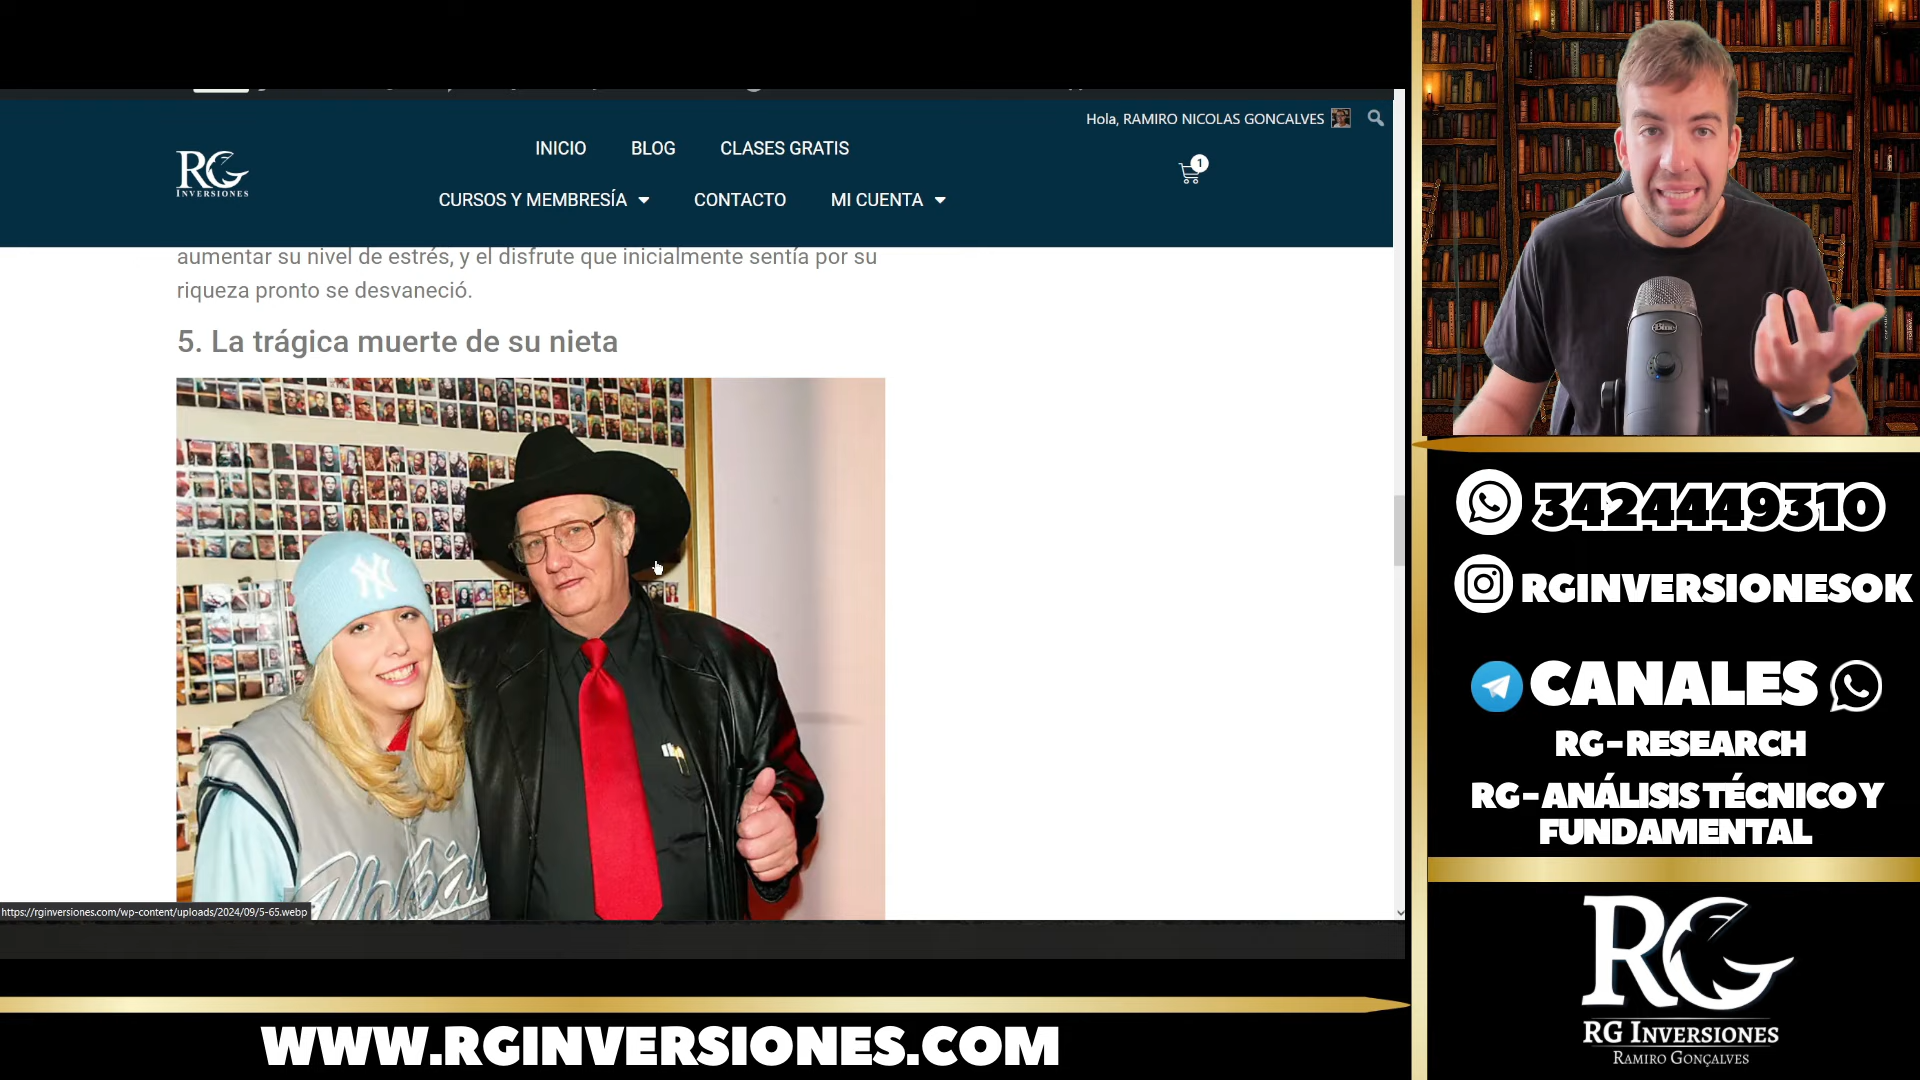 Hola, RAMIRO NICOLAS GONCALVES
RG
INVERSIONES
INICIO BLOG CLASES GRATIS
1
CURSOS Y MEMBRESÍA CONTACTO MI CUENTA
aumentar su nivel de estrés, y el disfrute que inicialmente sentía por su
riqueza pronto se desvaneció.
5. La trágica muerte de su nieta
NY
https://rginversiones.com/wp-content/uploads/2024/09/5-65.webp
WWW.RGINVERSIONES.COM
Blue
3424449310
RGINVERSIONESOK
CANALES
RG-RESEARCH
RG-ANÁLISIS TÉCNICO Y
FUNDAMENTAL
RG
RG INVERSIONES
RAMIRO GONÇALVES